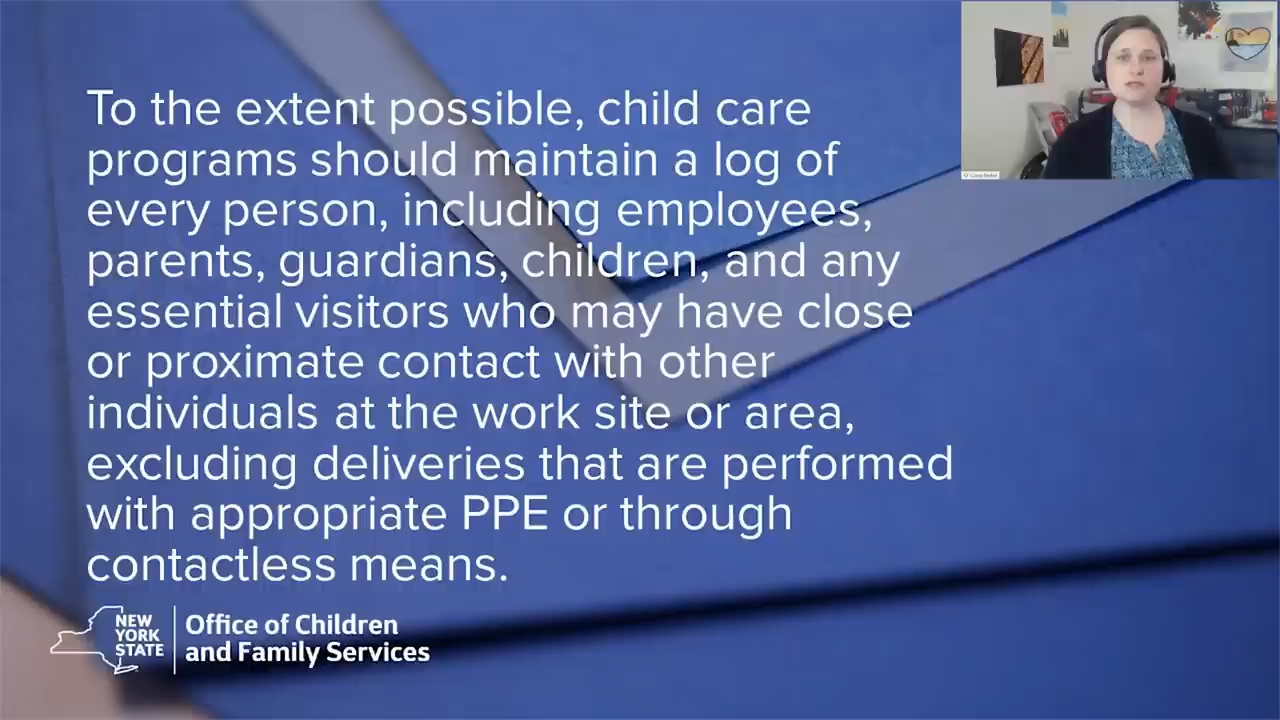 To the extent possible, child care
programs should maintain a log of
every person, including employees,
parents, guardians, children, and any
essential visitors who may have close
or proximate contact with other
individuals at the work site or area,
excluding deliveries that are performed
with appropriate PPE or through
contactless means.
NEW
YORK
STATE
Office of Children
and Family Services